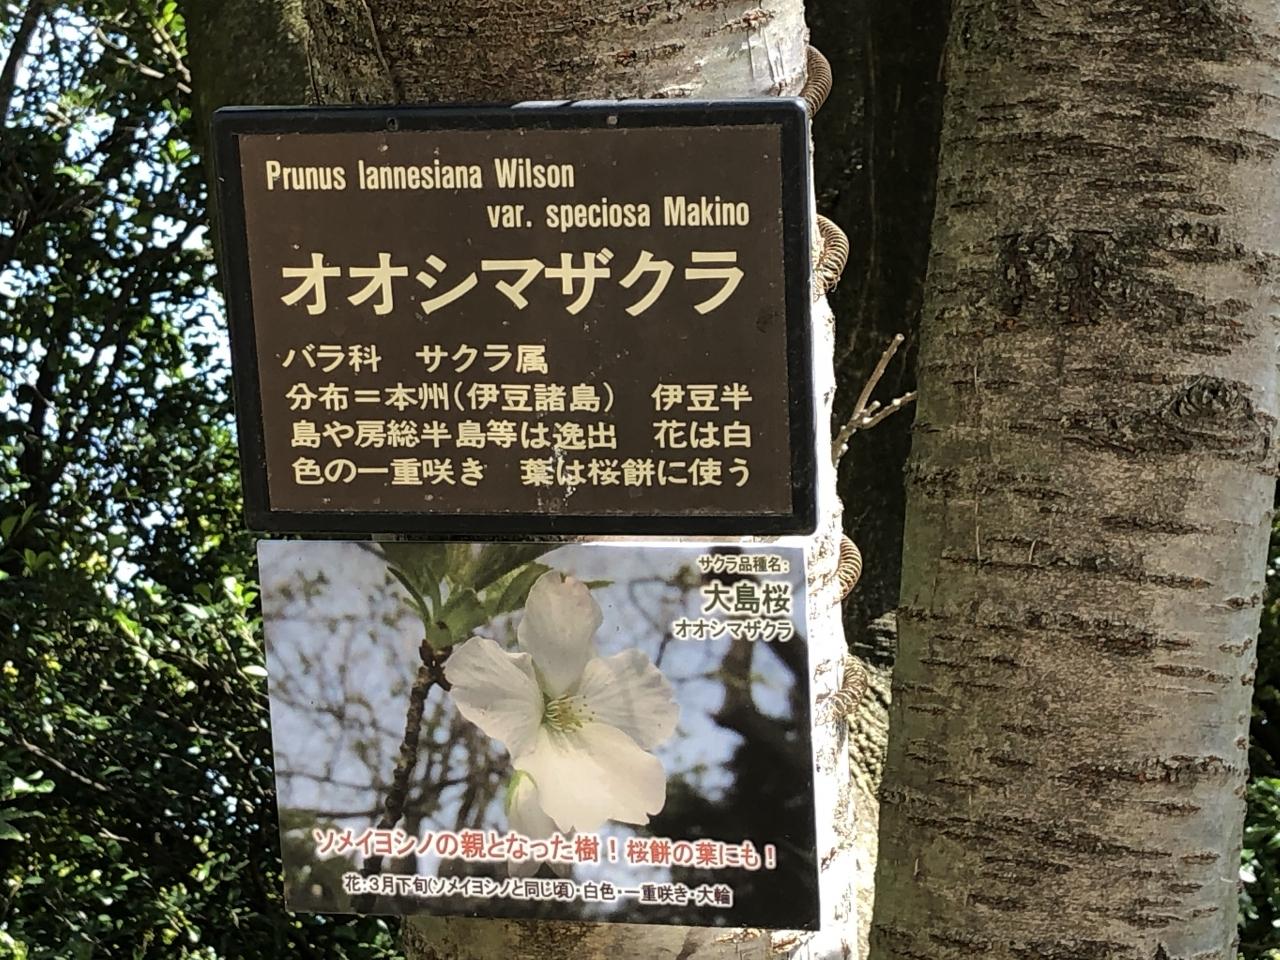 Prunus lannesiana Wilson
var. speciosa Makino
オオシマザクラ
バラ科　サクラ属
分布＝本州(伊豆諸島)　伊豆半
島や房総半島等は逸出　花は白
色の一重咲き　葉は桜餅に使う
サクラ品種名:
大島桜
オオシマザクラ
ソメイヨシノの親となった樹！桜餅の葉にも！
花:3月下旬(ソメイヨシノと同じ頃)・白色・一重咲き・大輪